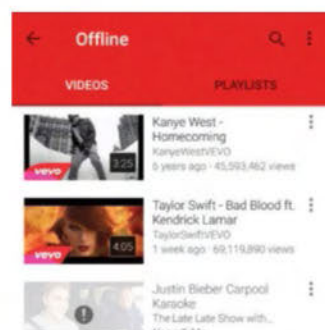 Offline
VIDEOS
PLAYLISTS
3:25
vevo
Kanye West -
Homecoming
KanyeWestVEVO
6 years ago · 45,593,462 views
4:05
vevo
Taylor Swift - Bad Blood ft.
Kendrick Lamar
TaylorSwiftVEVO
1 week ago · 69,119,890 views
Justin Bieber Carpool
Karaoke
The Late Late Show with...